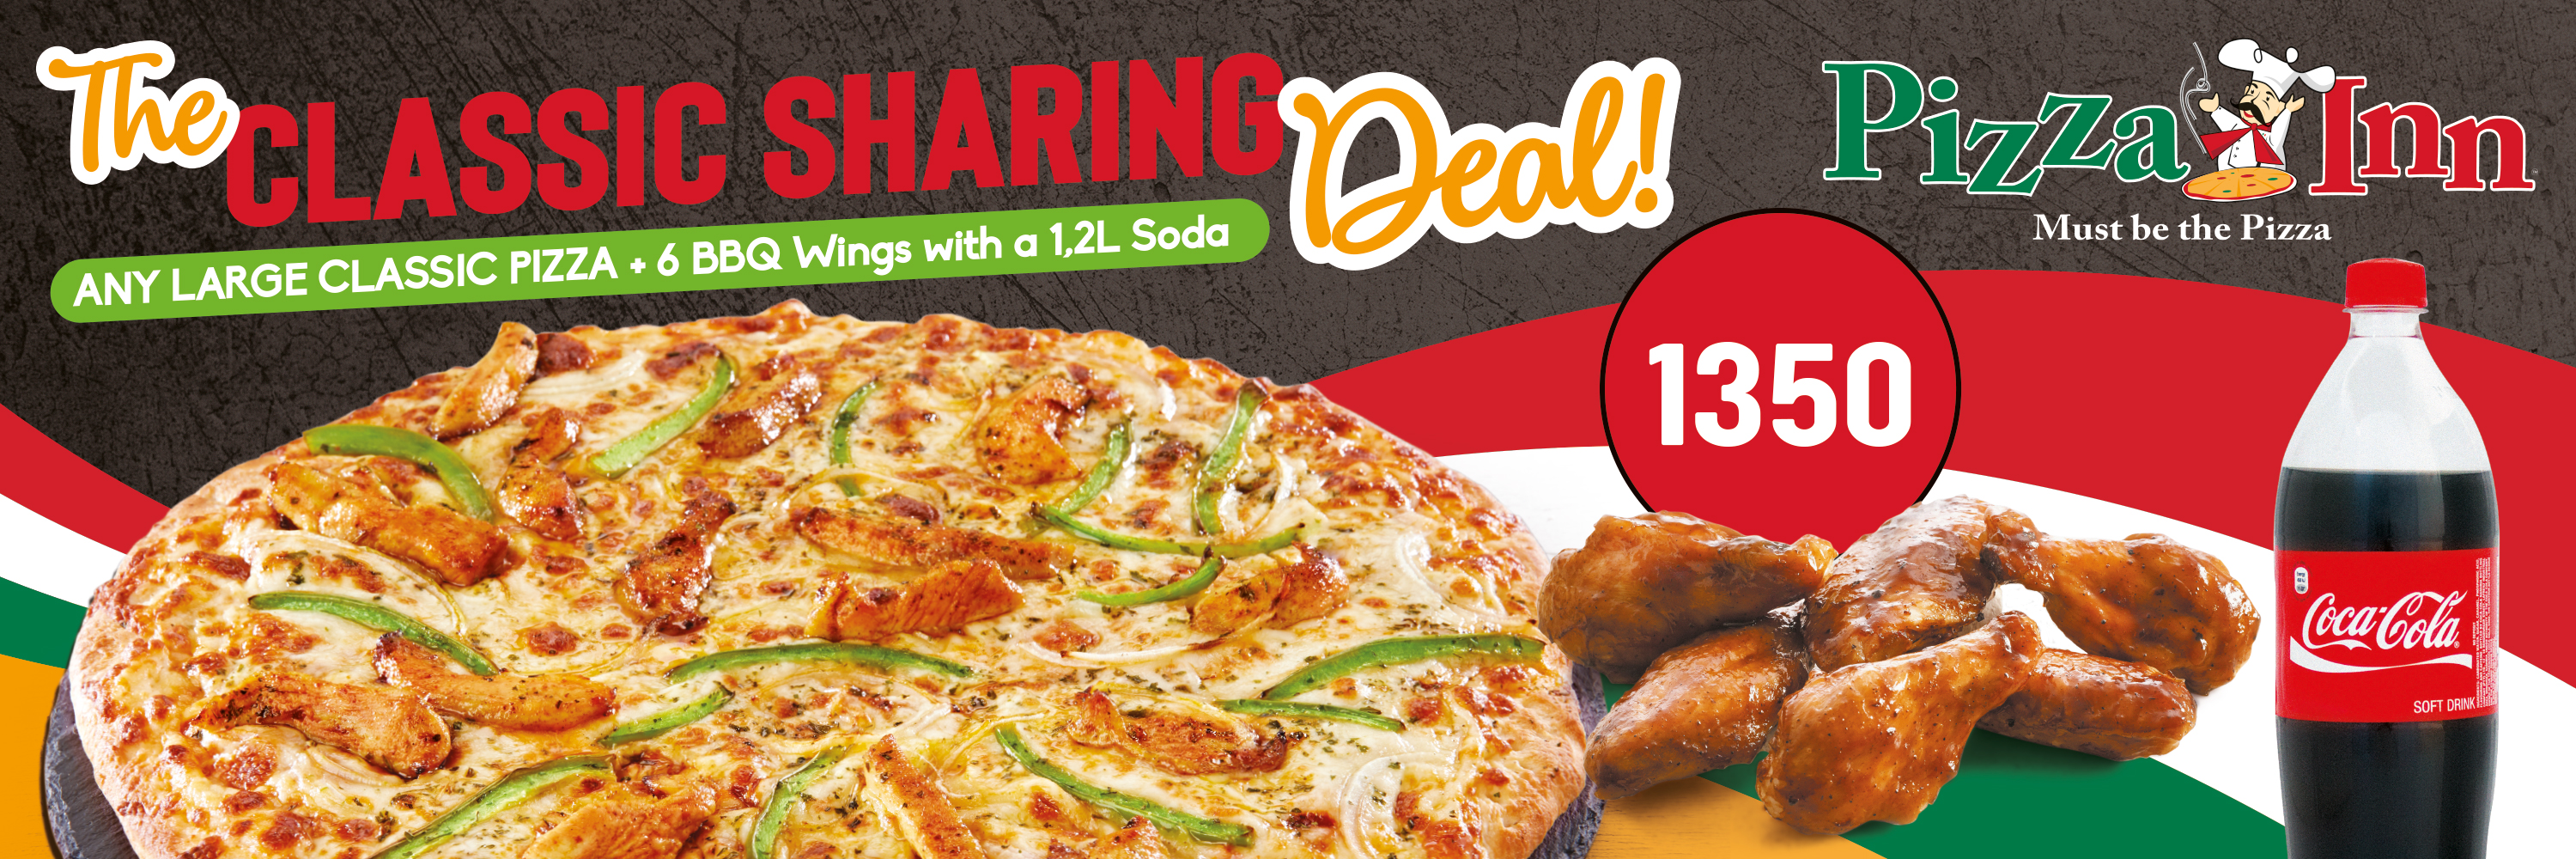 The CLASSIC SHARING Deal!
ANY LARGE CLASSIC PIZZA + 6 BBQ Wings with a 1,2L Soda
Pizza Inn
Must be the Pizza
1350
Coca-Cola
SOFT DRINK